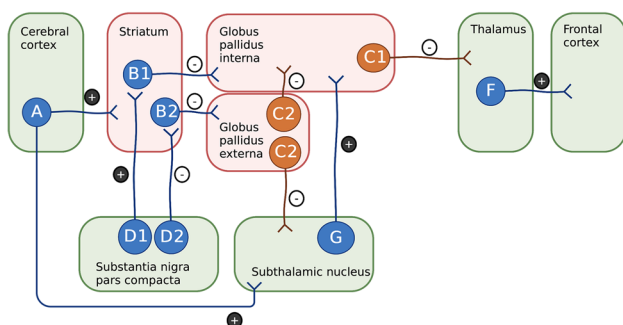 Cerebral
cortex
Striatum
Globus
pallidus
interna
Thalamus
Frontal
cortex
A
+
B1
-
B2
-
C1
-
F
+
-
C2
Globus
pallidus
externa
C2
+
-
+
-
D1
D2
G
Substantia nigra
pars compacta
Subthalamic nucleus
+